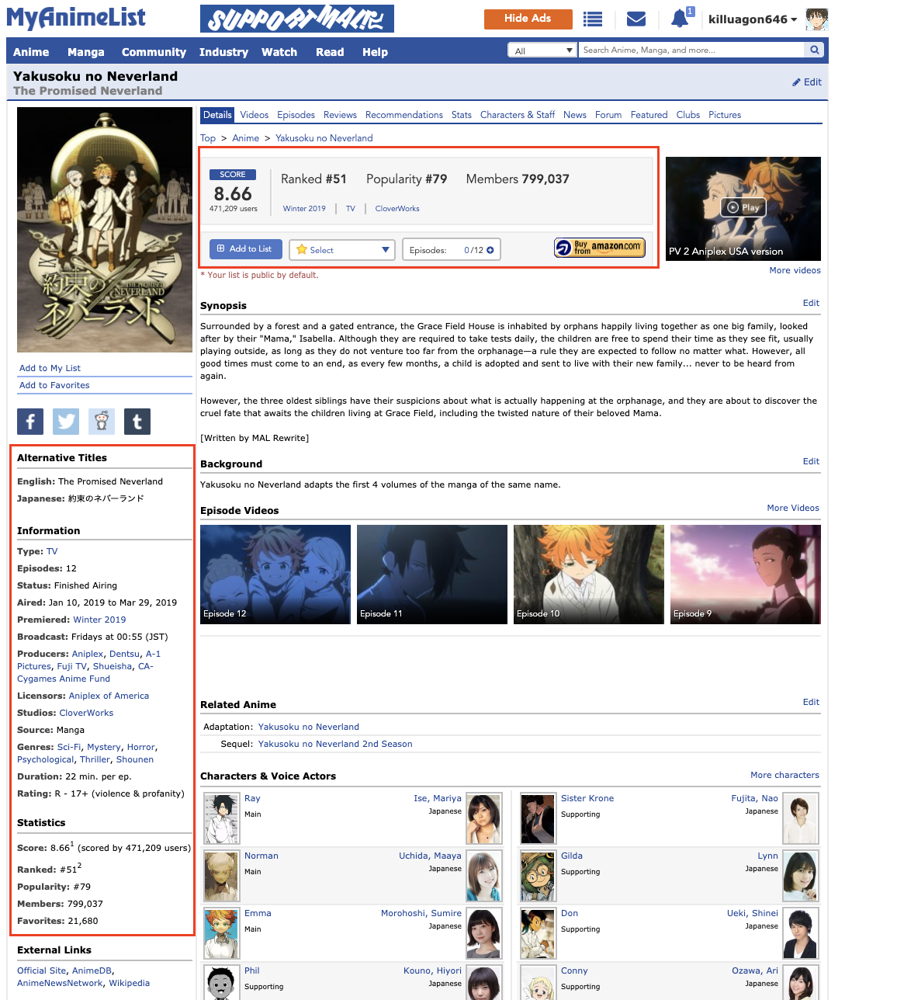 MyAnimeList
SUPPORT MAL
Hide Ads
1
killuagon646
Anime Manga Community Industry Watch Read Help
All
Search Anime, Manga, and more...
Yakusoku no Neverland
The Promised Neverland
Edit
約束の
THE PROMISED
NEVERLAND
ネバーランド
Add to My List
Add to Favorites
Alternative Titles
English: The Promised Neverland
Japanese: 約束のネバーランド
Information
Type: TV
Episodes: 12
Status: Finished Airing
Aired: Jan 10, 2019 to Mar 29, 2019
Premiered: Winter 2019
Broadcast: Fridays at 00:55 (JST)
Producers: Aniplex, Dentsu, A-1
Pictures, Fuji TV, Shueisha, CA-
Cygames Anime Fund
Licensors: Aniplex of America
Studios: CloverWorks
Source: Manga
Genres: Sci-Fi, Mystery, Horror,
Psychological, Thriller, Shounen
Duration: 22 min. per ep.
Rating: R - 17+ (violence & profanity)
Statistics
Score: 8.66¹ (scored by 471,209 users)
Ranked: #51²
Popularity: #79
Members: 799,037
Favorites: 21,680
External Links
Official Site, AnimeDB,
AnimeNewsNetwork, Wikipedia
Details Videos Episodes Reviews Recommendations Stats Characters & Staff News Forum Featured Clubs Pictures
Top > Anime > Yakusoku no Neverland
SCORE
8.66
471,209 users
Ranked #51 Popularity #79 Members 799,037
Winter 2019 | TV | CloverWorks
Add to List
Select
Episodes: 0/12
Buy from amazon.com
* Your list is public by default.
Play
PV 2 Aniplex USA version
More videos
Synopsis
Edit
Surrounded by a forest and a gated entrance, the Grace Field House is inhabited by orphans happily living together as one big family, looked
after by their "Mama," Isabella. Although they are required to take tests daily, the children are free to spend their time as they see fit, usually
playing outside, as long as they do not venture too far from the orphanage—a rule they are expected to follow no matter what. However, all
good times must come to an end, as every few months, a child is adopted and sent to live with their new family... never to be heard from
again.
However, the three oldest siblings have their suspicions about what is actually happening at the orphanage, and they are about to discover the
cruel fate that awaits the children living at Grace Field, including the twisted nature of their beloved Mama.
[Written by MAL Rewrite]
Background
Edit
Yakusoku no Neverland adapts the first 4 volumes of the manga of the same name.
Episode Videos
More Videos
Episode 12
Episode 11
Episode 10
Episode 9
Related Anime
Edit
Adaptation: Yakusoku no Neverland
Sequel: Yakusoku no Neverland 2nd Season
Characters & Voice Actors
More characters
Ray Ise, Mariya
Main Japanese
Sister Krone Fujita, Nao
Supporting Japanese
Norman Uchida, Maaya
Main Japanese
Gilda Lynn
Supporting Japanese
Emma Morohoshi, Sumire
Main Japanese
Don Ueki, Shinei
Supporting Japanese
Phil Kouno, Hiyori
Supporting Japanese
Conny Ozawa, Ari
Supporting Japanese